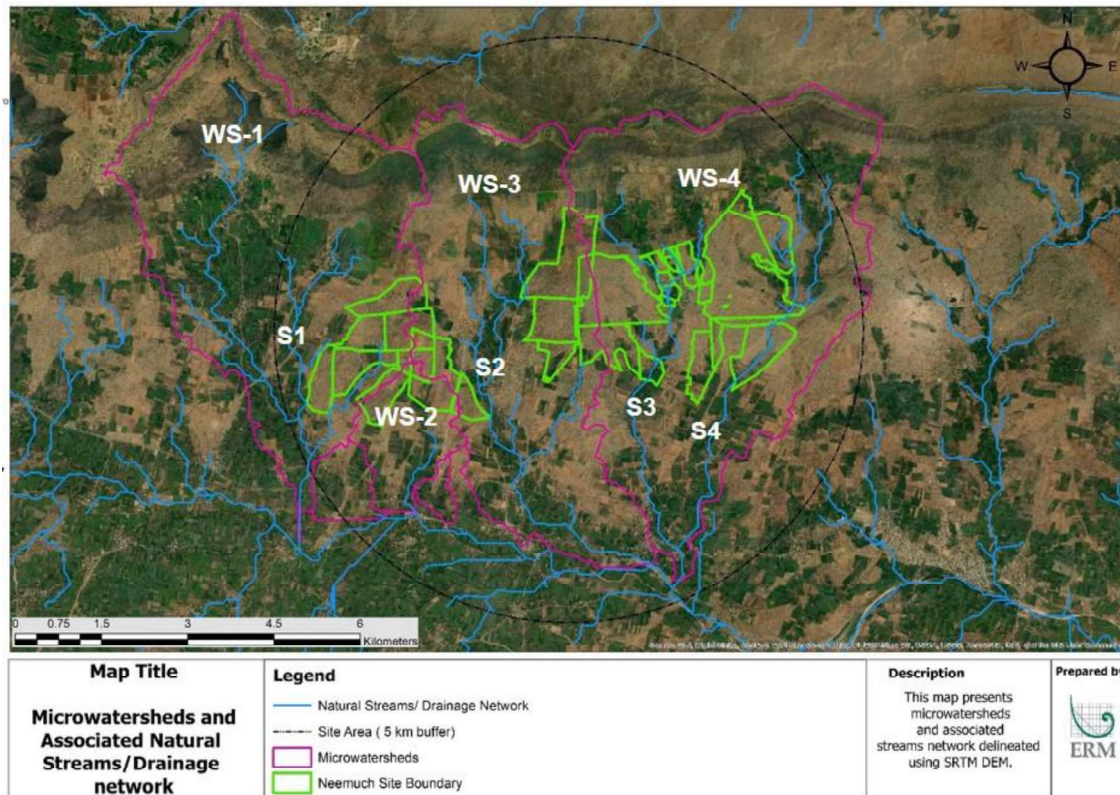 N
W E
S
WS-1
WS-3
WS-4
S1
S2
WS-2
S3
S4
0 0.75 1.5 3 4.5 6
Kilometers
Map Title
Microwatersheds and
Associated Natural
Streams/Drainage
network
Legend
Natural Streams/ Drainage Network
Site Area ( 5 km buffer)
Microwatersheds
Neemuch Site Boundary
Description
This map presents
microwatersheds
and associated
streams network delineated
using SRTM DEM.
Prepared by
ERM